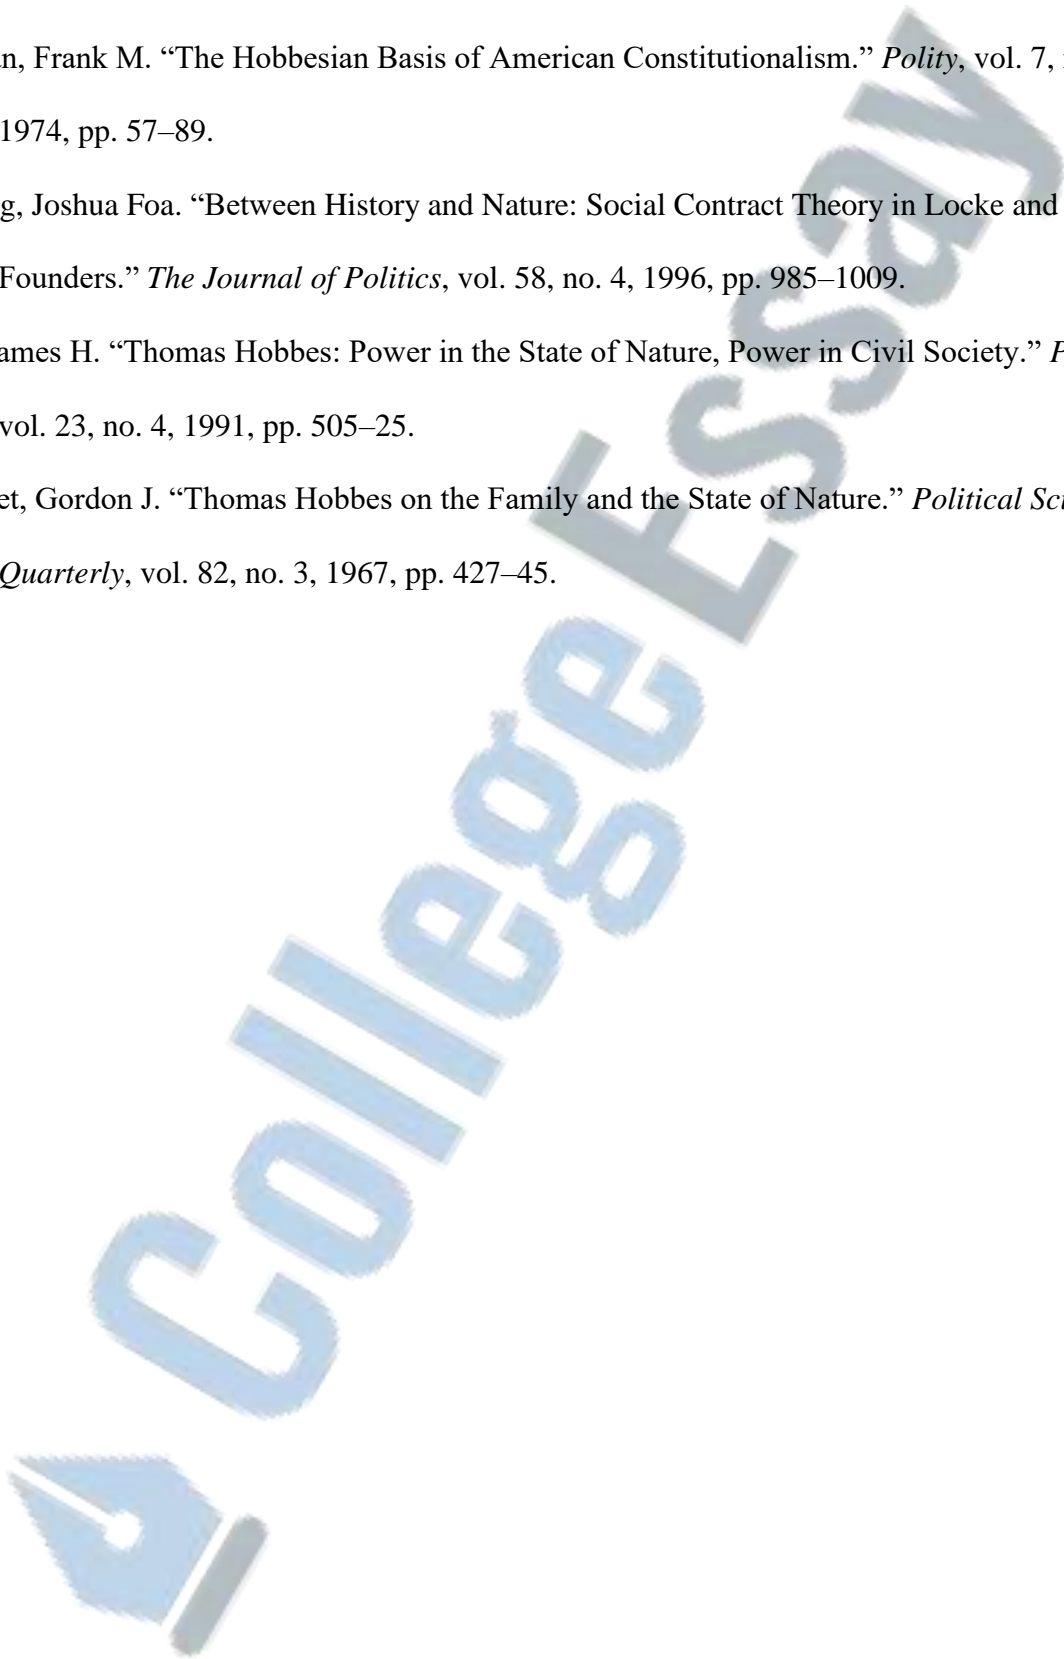 n, Frank M. “The Hobbesian Basis of American Constitutionalism.” Polity, vol. 7,
1974, pp. 57–89.
g, Joshua Foa. “Between History and Nature: Social Contract Theory in Locke and
Founders.” The Journal of Politics, vol. 58, no. 4, 1996, pp. 985–1009.
ames H. “Thomas Hobbes: Power in the State of Nature, Power in Civil Society.” P
vol. 23, no. 4, 1991, pp. 505–25.
et, Gordon J. “Thomas Hobbes on the Family and the State of Nature.” Political Sci
Quarterly, vol. 82, no. 3, 1967, pp. 427–45.
College Essay